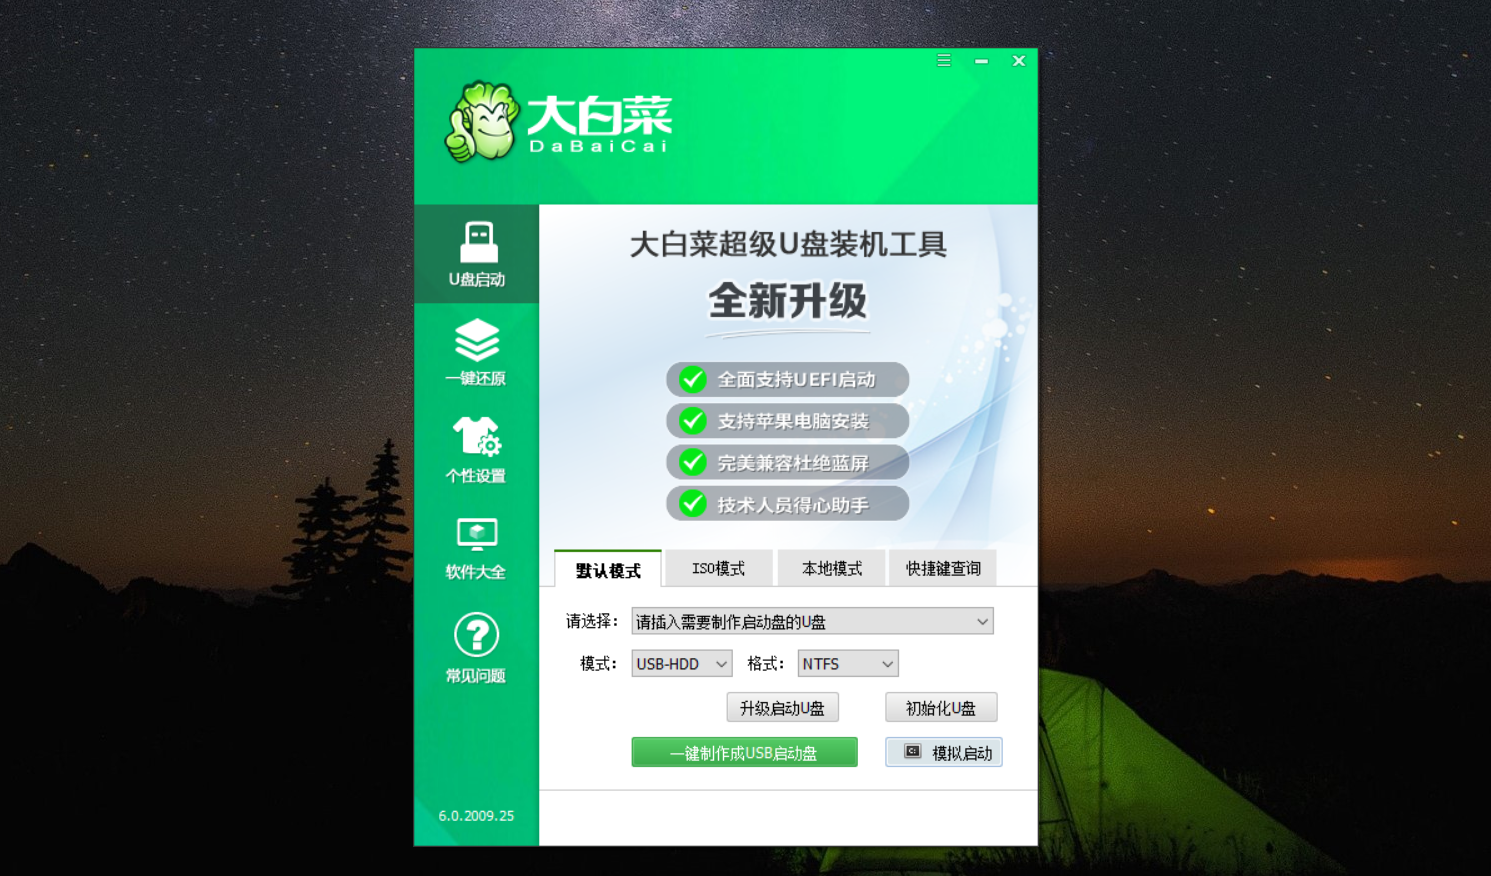 大白菜
DaBaiCai
U盘启动
一键还原
个性设置
软件大全
常见问题
6.0.2009.25
大白菜超级U盘装机工具
全新升级
全面支持UEFI启动
支持苹果电脑安装
完美兼容杜绝蓝屏
技术人员得心助手
默认模式 ISO模式 本地模式 快捷键查询
请选择： 请插入需要制作启动盘的U盘
模式： USB-HDD 格式： NTFS
升级启动U盘 初始化U盘
一键制作成USB启动盘 模拟启动